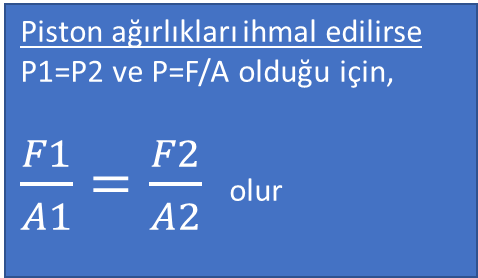 Piston ağırlıkları ihmal edilirse
P1=P2 ve P=F/A olduğu için,
F1/A1 = F2/A2 olur